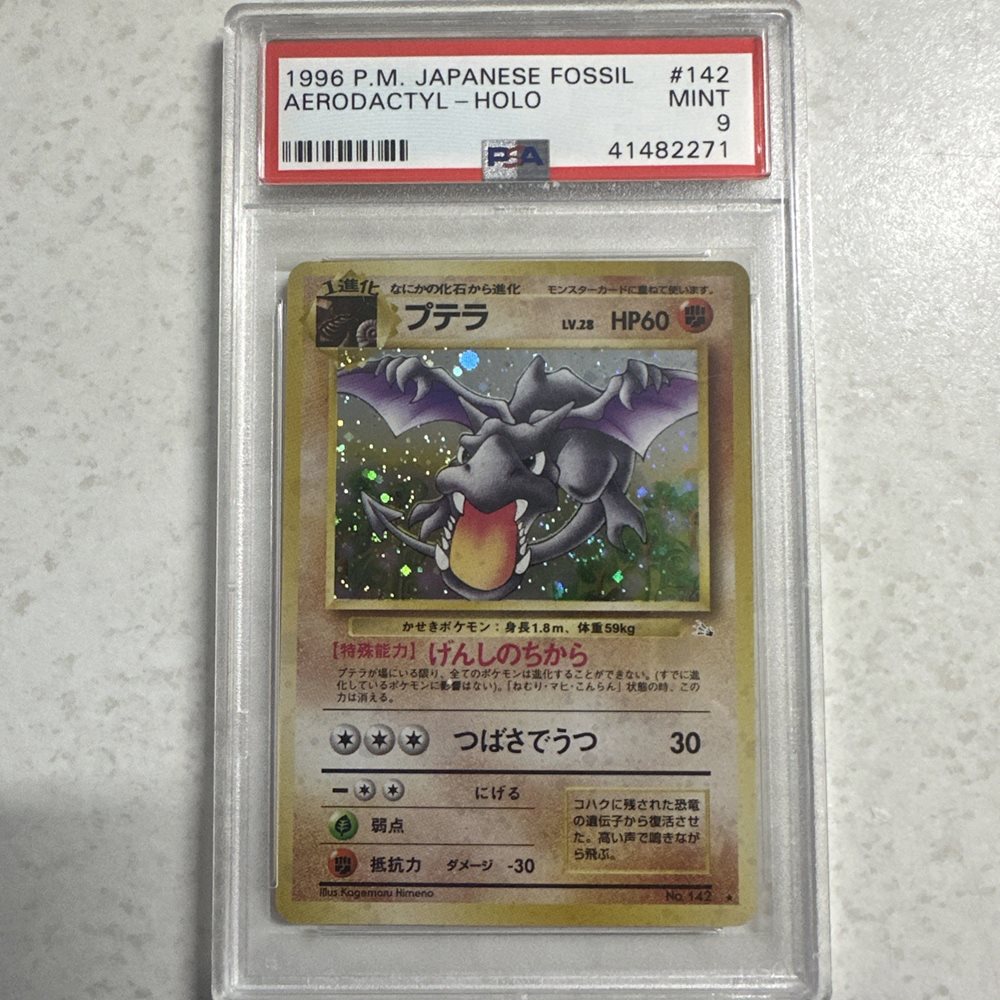 1996 P.M. JAPANESE FOSSIL #142
AERODACTYL - HOLO MINT
9
PSA 41482271
1進化 なにかの化石から進化 モンスターカードに重ねて使います。
プテラ LV.28 HP60
かせきポケモン：身長1.8m、体重59kg
【特殊能力】げんしのちから
プテラが場にいる限り、全てのポケモンは進化することができない。(すでに進
化しているポケモンに影響はない)。「ねむり・マヒ・こんらん」状態の時、この
力は消える。
つばさでうつ 30
にげる
弱点
抵抗力 ダメージ -30
コハクに残された恐竜
の遺伝子から復活させ
た。高い声で鳴きなが
ら飛ぶ。
Illus Kagemaru Himeno No. 142